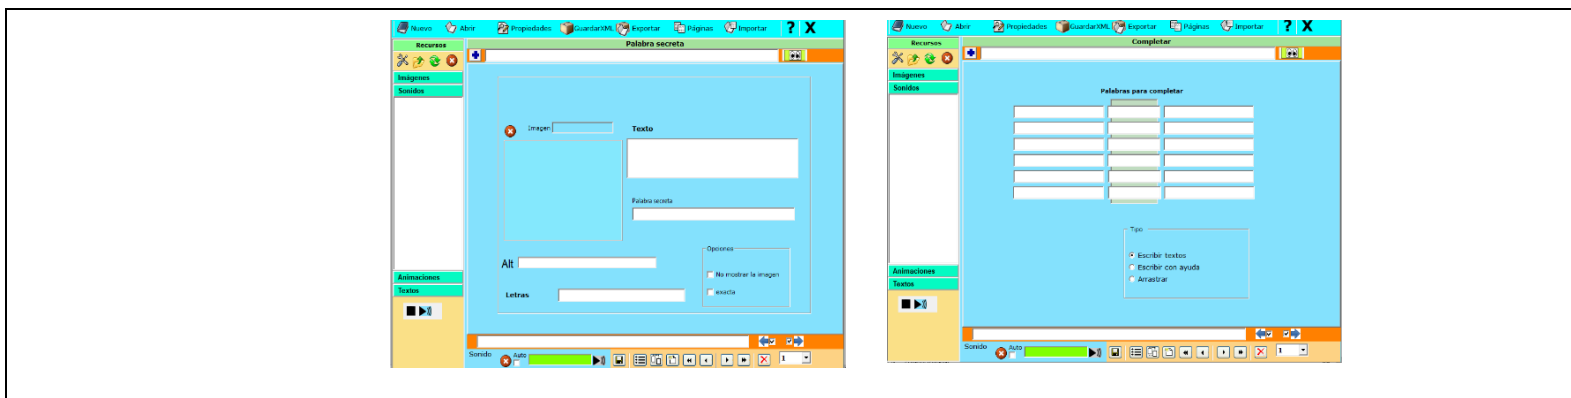 Nuevo Abrir Propiedades GuardarXML Exportar Páginas Importar ? X
Recursos Palabra secreta
Imágenes
Sonidos
Imagen Texto
Palabra secreta
Opciones
Alt
No mostrar la imagen
Letras exacta
Animaciones
Textos
Sonido Auto 1
Nuevo Abrir Propiedades GuardarXML Exportar Páginas Importar ? X
Recursos Completar
Imágenes
Sonidos
Palabras para completar
Tipo
Escribir textos
Escribir con ayuda
Arrastrar
Animaciones
Textos
Sonido Auto 1